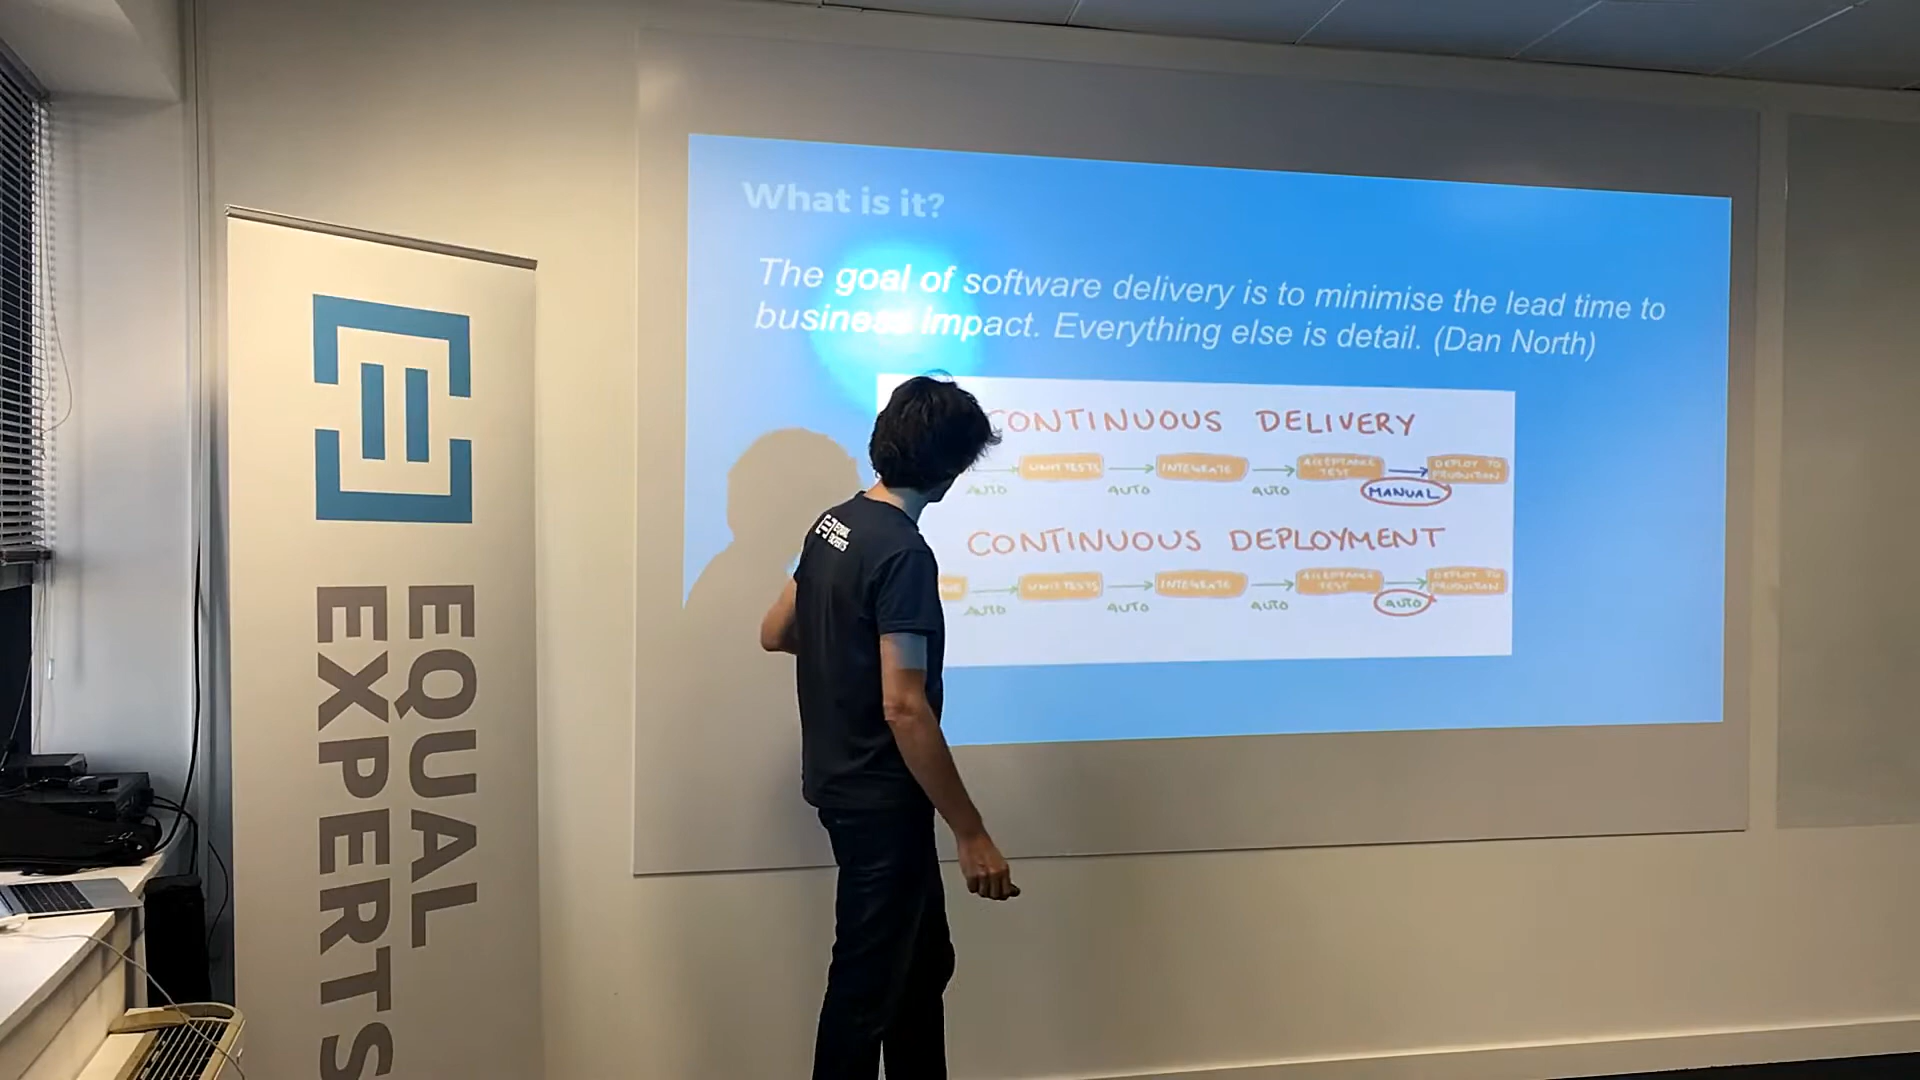 EQUAL
EXPERTS
What is it?
The goal of software delivery is to minimise the lead time to
business impact. Everything else is detail. (Dan North)
CONTINUOUS DELIVERY
UNIT TESTS INTEGRATE ACCEPTANCE TEST DEPLOY TO PRODUCTION
AUTO AUTO AUTO MANUAL
CONTINUOUS DEPLOYMENT
UNIT TESTS INTEGRATE ACCEPTANCE TEST DEPLOY TO PRODUCTION
AUTO AUTO AUTO AUTO
EQUAL
EXPERTS